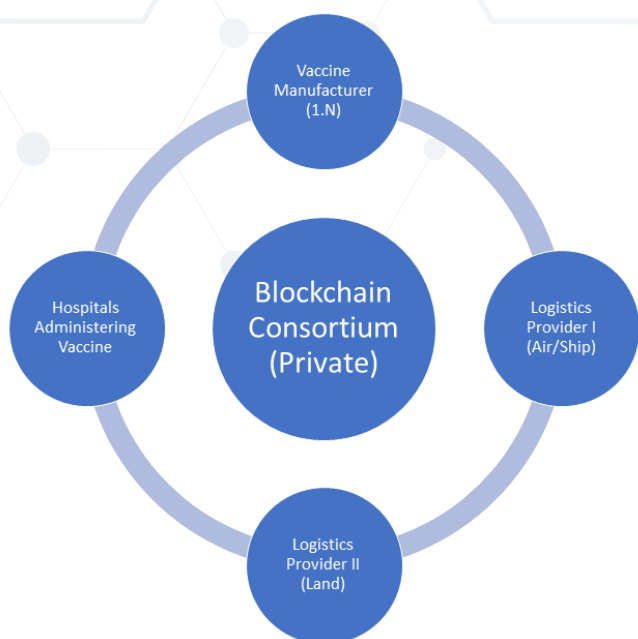 Vaccine
Manufacturer
(1.N)
Blockchain
Consortium
(Private)
Hospitals
Administering
Vaccine
Logistics
Provider I
(Air/Ship)
Logistics
Provider II
(Land)